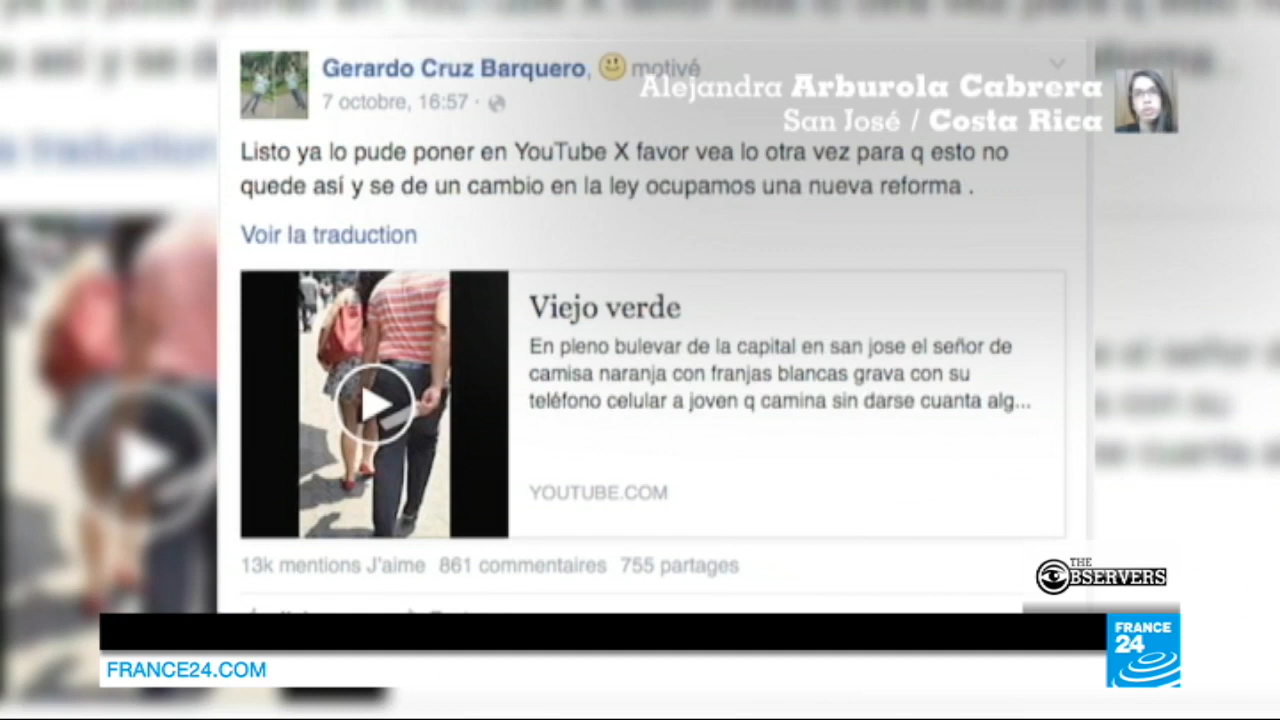 Gerardo Cruz Barquero, motivé
7 octobre, 16:57 ·
Alejandra Arburola Cabrera
San José / Costa Rica
Listo ya lo pude poner en YouTube X favor vea lo otra vez para q esto no
quede así y se de un cambio en la ley ocupamos una nueva reforma .
Voir la traduction
Viejo verde
En pleno bulevar de la capital en san jose el señor de
camisa naranja con franjas blancas grava con su
teléfono celular a joven q camina sin darse cuanta alg...
YOUTUBE.COM
13k mentions J'aime 861 commentaires 755 partages
THE
OBSERVERS
FRANCE
24
FRANCE24.COM